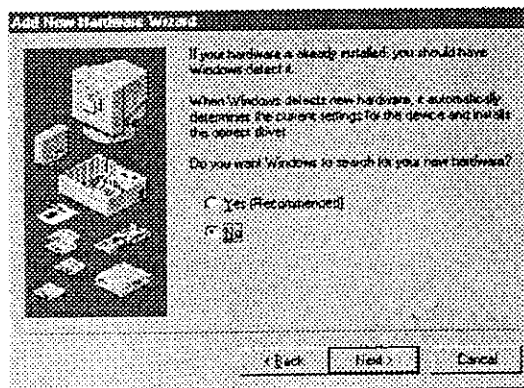 Add New Hardware Wizard
If your hardware is already installed, you should have
Windows detect it.
When Windows detects new hardware, it automatically
determines the current settings for the device and installs
the correct driver.
Do you want Windows to search for your new hardware?
Yes (Recommended)
No
< Back
Next >
Cancel